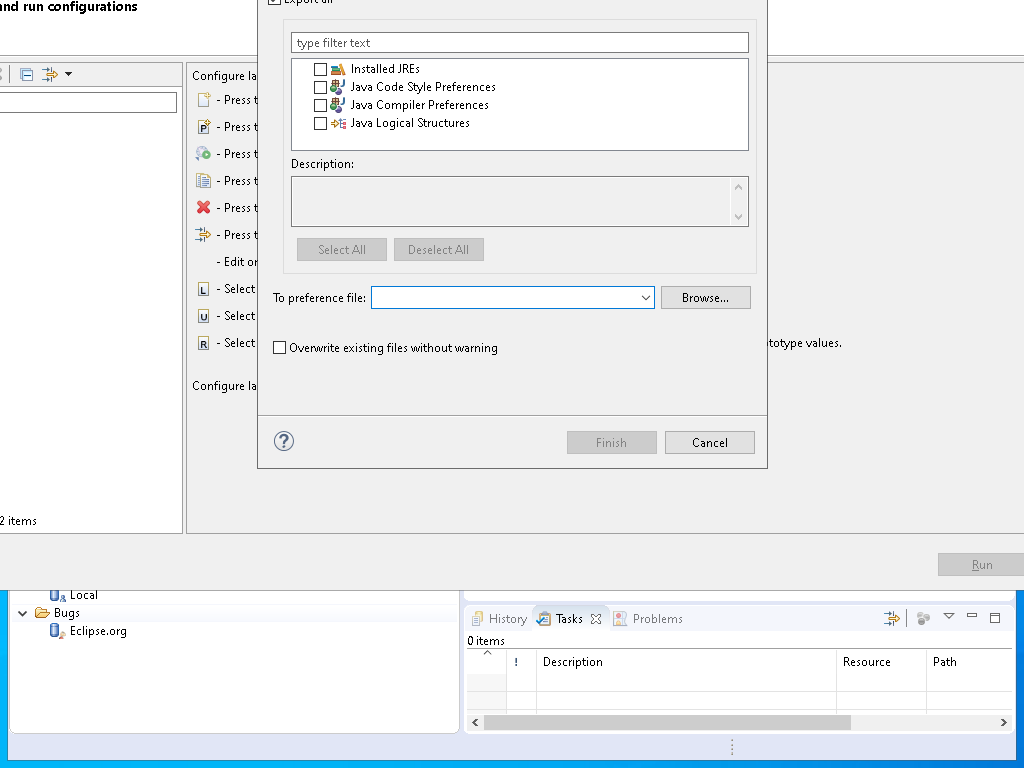 and run configurations
Export all
type filter text
Installed JREs
Java Code Style Preferences
Java Compiler Preferences
Java Logical Structures
Description:
Select All
Deselect All
To preference file:
Browse...
Overwrite existing files without warning
Finish
Cancel
Configure la
- Press t
P - Press t
- Press t
- Press t
- Press t
- Press t
- Edit or
L - Select
U - Select
R - Select
totype values.
Configure la
2 items
Run
Local
Bugs
Eclipse.org
History
Tasks
Problems
0 items
! Description Resource Path